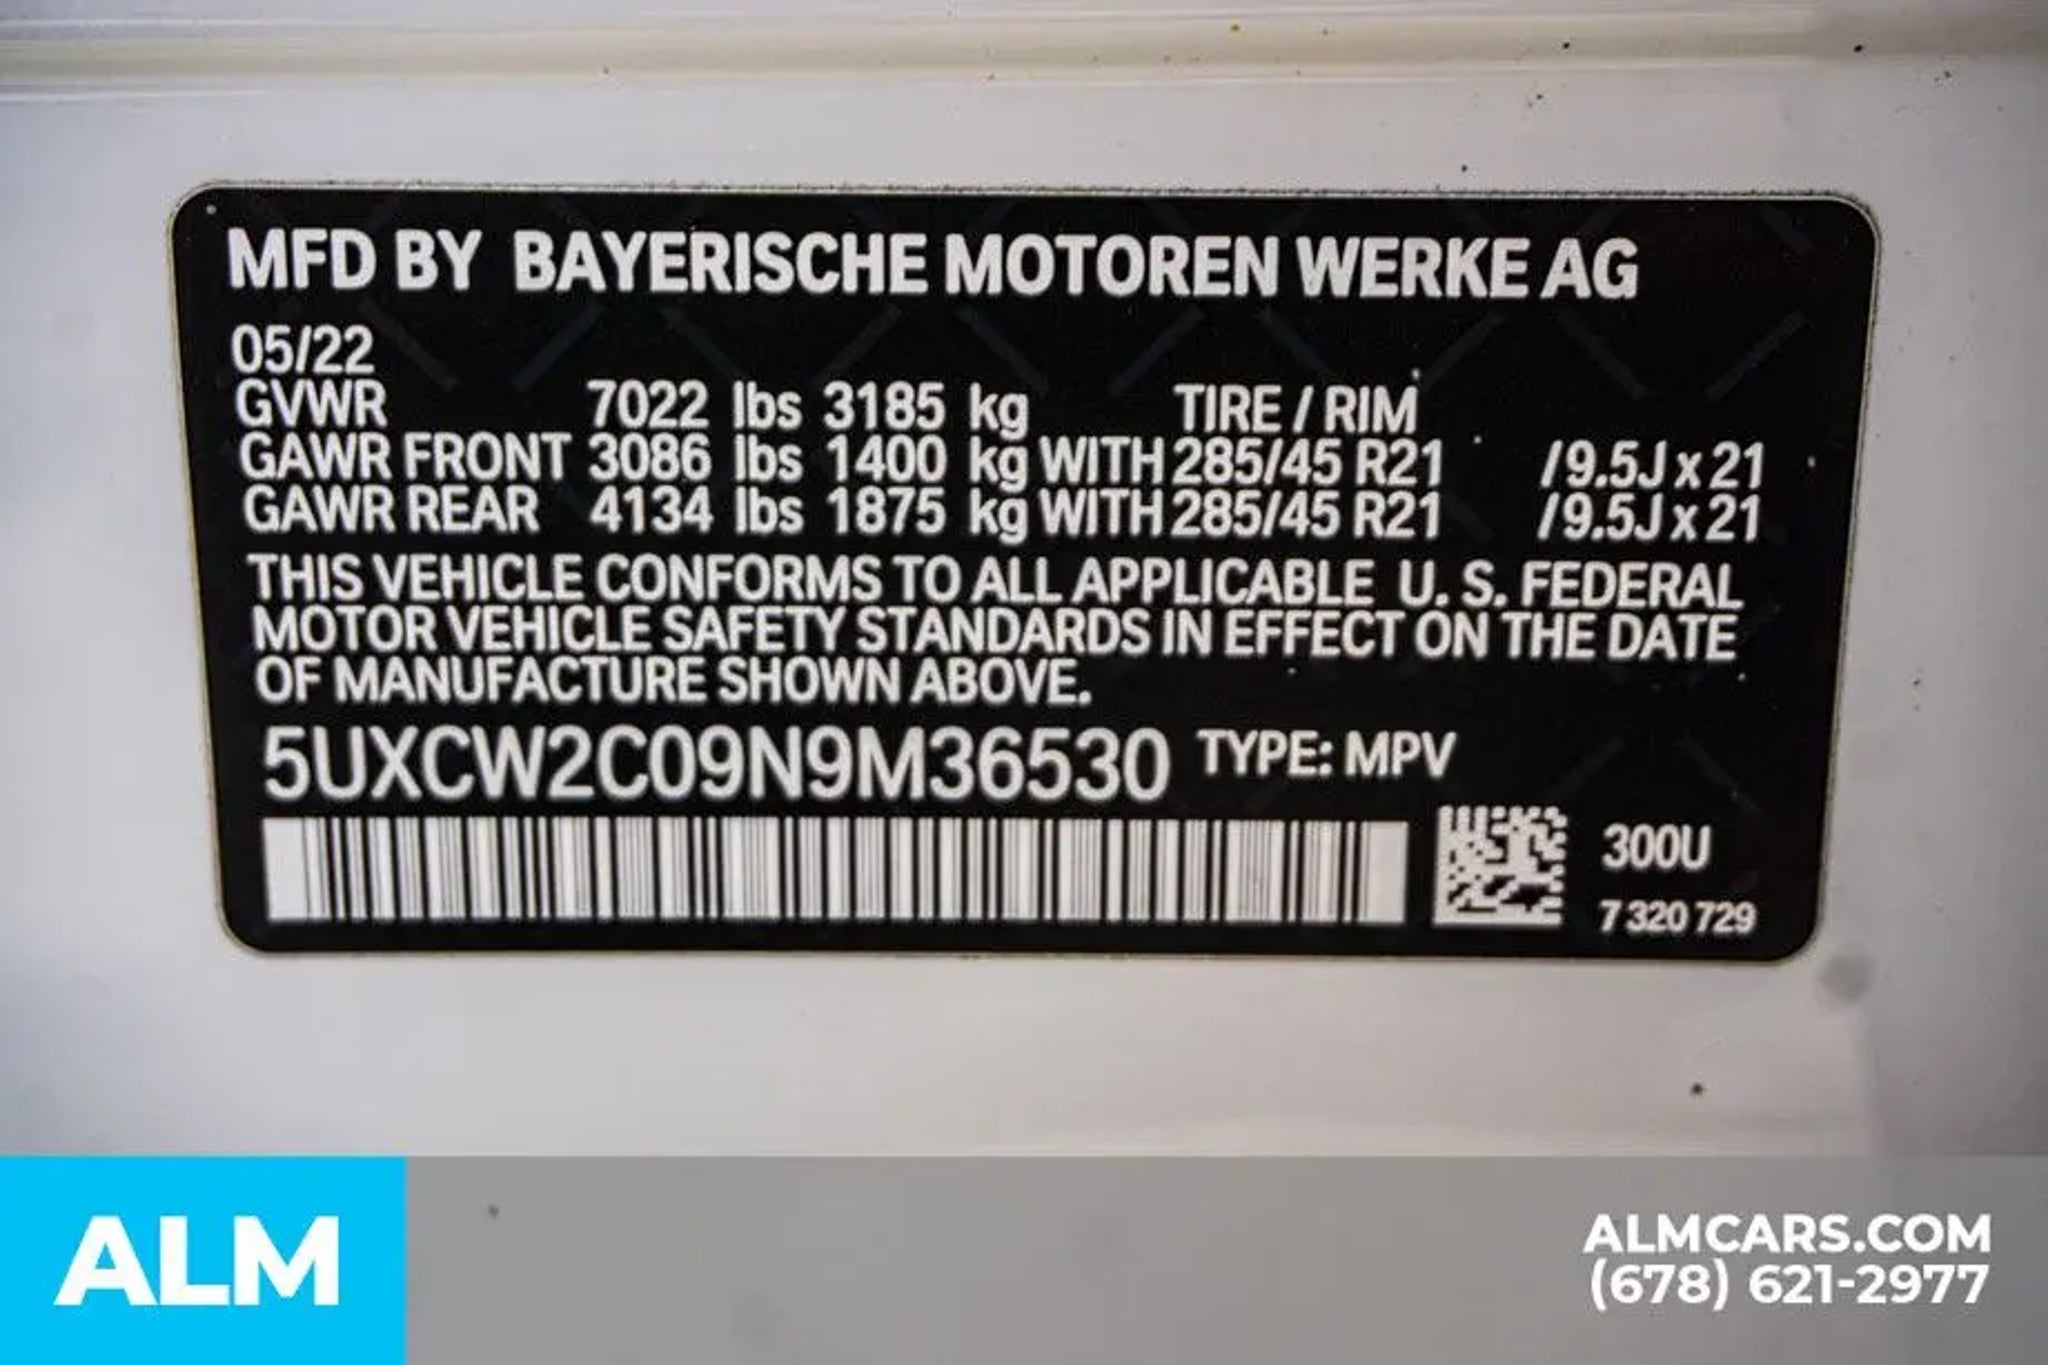 MFD BY BAYERISCHE MOTOREN WERKE AG
05/22
GVWR 7022 lbs 3185 kg TIRE / RIM
GAWR FRONT 3086 lbs 1400 kg WITH 285/45 R21 /9.5J x 21
GAWR REAR 4134 lbs 1875 kg WITH 285/45 R21 /9.5J x 21
THIS VEHICLE CONFORMS TO ALL APPLICABLE U. S. FEDERAL
MOTOR VEHICLE SAFETY STANDARDS IN EFFECT ON THE DATE
OF MANUFACTURE SHOWN ABOVE.
5UXCW2C09N9M36530 TYPE: MPV
300U
7 320 729
ALM
ALMCARS.COM
(678) 621-2977